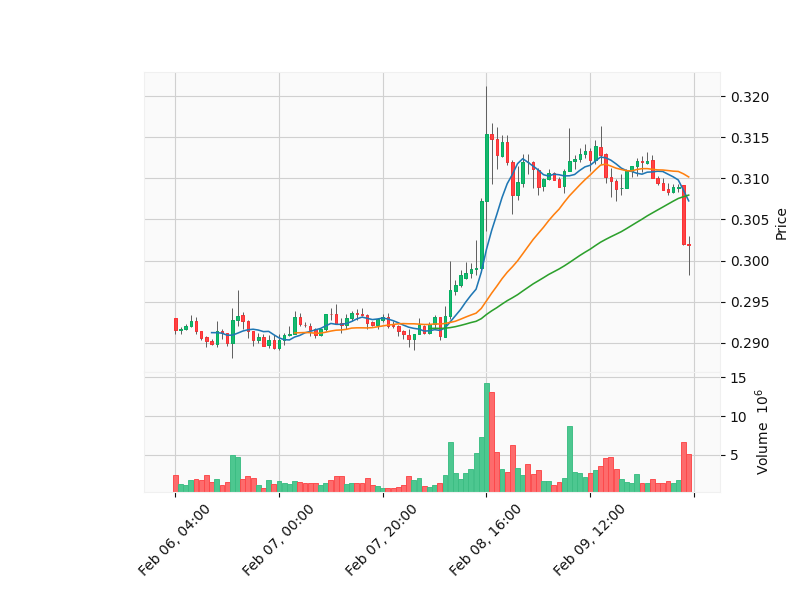 0.320
0.315
0.310
0.305
0.300
0.295
0.290
Price
15
10
5
Volume 10⁶
Feb 06, 04:00
Feb 07, 00:00
Feb 07, 20:00
Feb 08, 16:00
Feb 09, 12:00